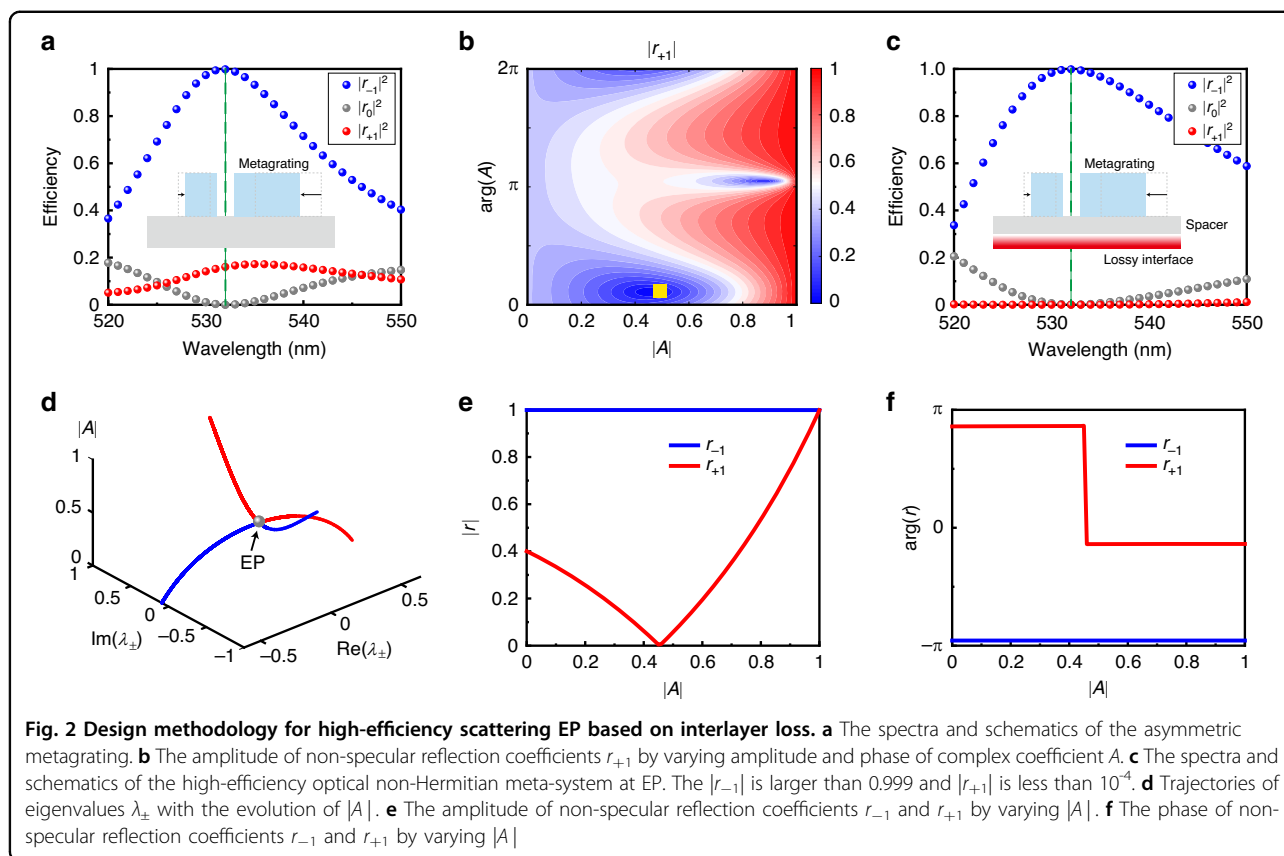 a
Efficiency
1
0.8
0.6
0.4
0.2
0
|r₋₁|²
|r₀|²
|r₊₁|²
Metagrating
520 530 540 550
Wavelength (nm)
b
|r₊₁|
arg(A)
2π
π
0
0 0.2 0.4 0.6 0.8 1
|A|
1
0.8
0.6
0.4
0.2
0
c
Efficiency
1.0
0.8
0.6
0.4
0.2
0
|r₋₁|²
|r₀|²
|r₊₁|²
Metagrating
Spacer
Lossy interface
520 530 540 550
Wavelength (nm)
d
|A|
1
0.5
0
EP
1
0.5
0
−0.5
−1
Im(λ±)
−0.5
0
0.5
Re(λ±)
e
|r|
1
0.8
0.6
0.4
0.2
0
r₋₁
r₊₁
0 0.2 0.4 0.6 0.8 1
|A|
f
arg(r)
π
0
−π
r₋₁
r₊₁
0 0.2 0.4 0.6 0.8 1
|A|
Fig. 2 Design methodology for high-efficiency scattering EP based on interlayer loss. a The spectra and schematics of the asymmetric
metagrating. b The amplitude of non-specular reflection coefficients r₊₁ by varying amplitude and phase of complex coefficient A. c The spectra and
schematics of the high-efficiency optical non-Hermitian meta-system at EP. The |r₋₁| is larger than 0.999 and |r₊₁| is less than 10⁻⁴. d Trajectories of
eigenvalues λ± with the evolution of |A|. e The amplitude of non-specular reflection coefficients r₋₁ and r₊₁ by varying |A|. f The phase of non-
specular reflection coefficients r₋₁ and r₊₁ by varying |A|